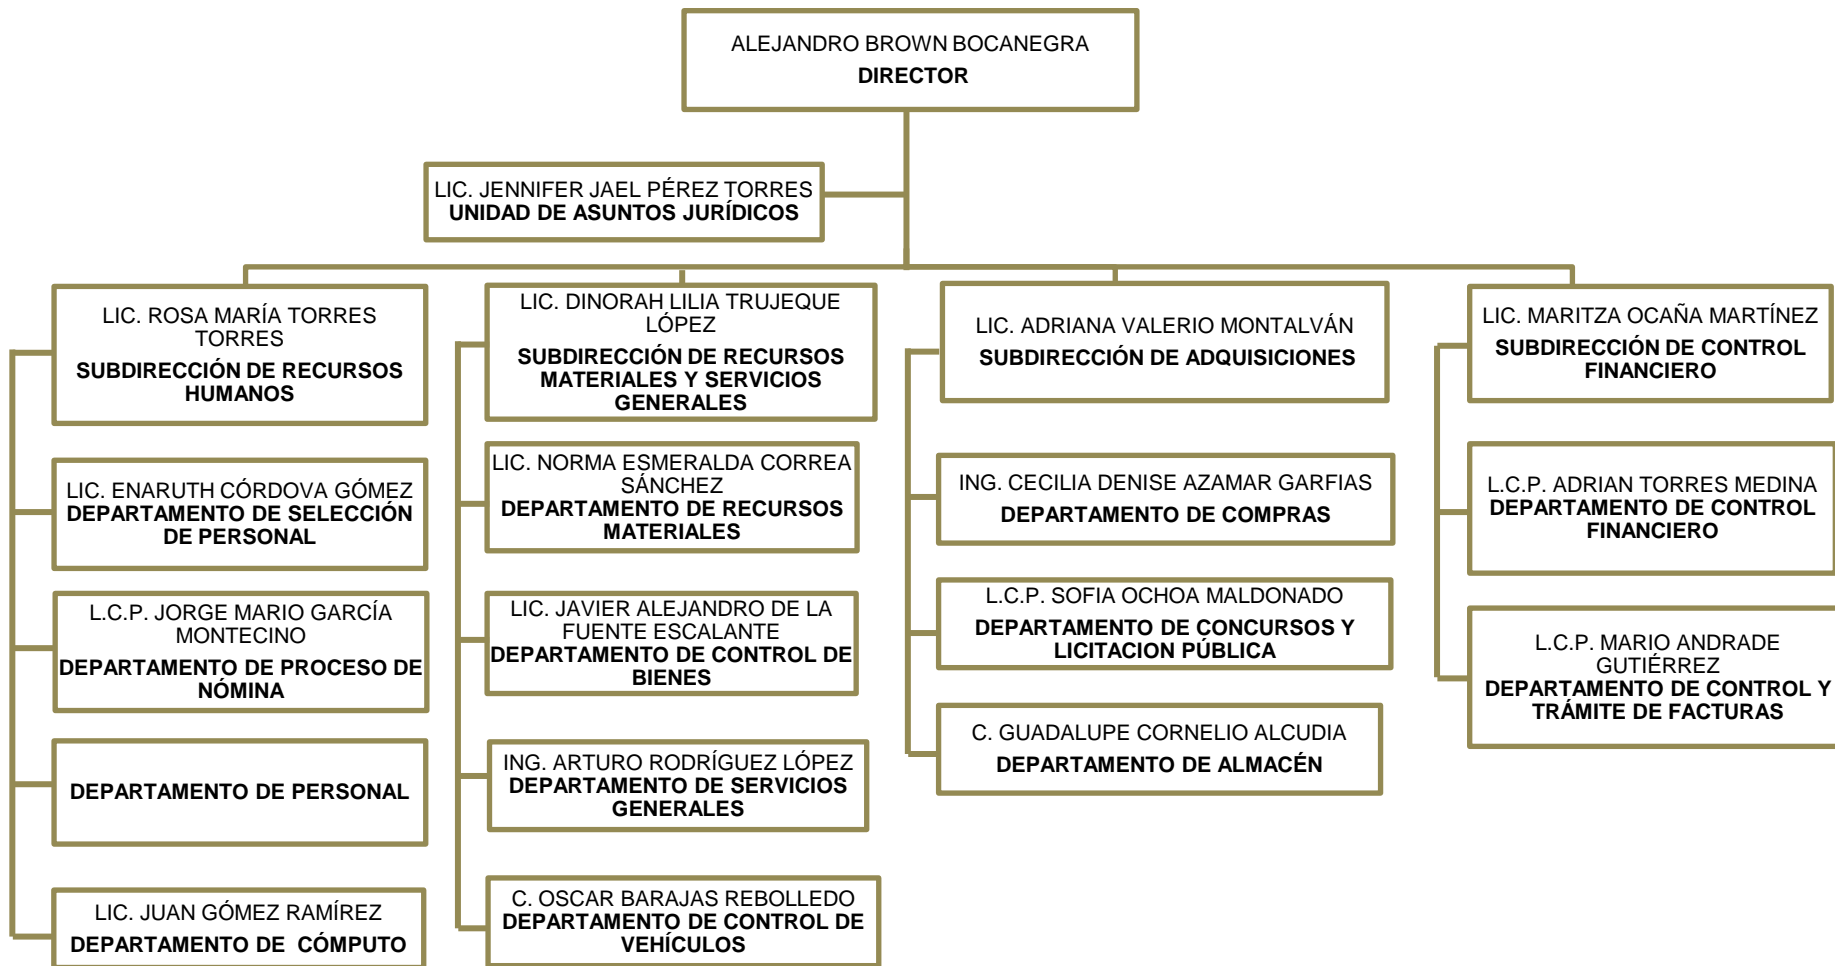 ALEJANDRO BROWN BOCANEGRA
DIRECTOR
LIC. JENNIFER JAEL PÉREZ TORRES
UNIDAD DE ASUNTOS JURÍDICOS
LIC. ROSA MARÍA TORRES
TORRES
SUBDIRECCIÓN DE RECURSOS
HUMANOS
LIC. ENARUTH CÓRDOVA GÓMEZ
DEPARTAMENTO DE SELECCIÓN
DE PERSONAL
L.C.P. JORGE MARIO GARCÍA
MONTECINO
DEPARTAMENTO DE PROCESO DE
NÓMINA
DEPARTAMENTO DE PERSONAL
LIC. JUAN GÓMEZ RAMÍREZ
DEPARTAMENTO DE CÓMPUTO
LIC. DINORAH LILIA TRUJEQUE
LÓPEZ
SUBDIRECCIÓN DE RECURSOS
MATERIALES Y SERVICIOS
GENERALES
LIC. NORMA ESMERALDA CORREA
SÁNCHEZ
DEPARTAMENTO DE RECURSOS
MATERIALES
LIC. JAVIER ALEJANDRO DE LA
FUENTE ESCALANTE
DEPARTAMENTO DE CONTROL DE
BIENES
ING. ARTURO RODRÍGUEZ LÓPEZ
DEPARTAMENTO DE SERVICIOS
GENERALES
C. OSCAR BARAJAS REBOLLEDO
DEPARTAMENTO DE CONTROL DE
VEHÍCULOS
LIC. ADRIANA VALERIO MONTALVÁN
SUBDIRECCIÓN DE ADQUISICIONES
ING. CECILIA DENISE AZAMAR GARFIAS
DEPARTAMENTO DE COMPRAS
L.C.P. SOFIA OCHOA MALDONADO
DEPARTAMENTO DE CONCURSOS Y
LICITACION PÚBLICA
C. GUADALUPE CORNELIO ALCUDIA
DEPARTAMENTO DE ALMACÉN
LIC. MARITZA OCAÑA MARTÍNEZ
SUBDIRECCIÓN DE CONTROL
FINANCIERO
L.C.P. ADRIAN TORRES MEDINA
DEPARTAMENTO DE CONTROL
FINANCIERO
L.C.P. MARIO ANDRADE
GUTIÉRREZ
DEPARTAMENTO DE CONTROL Y
TRÁMITE DE FACTURAS